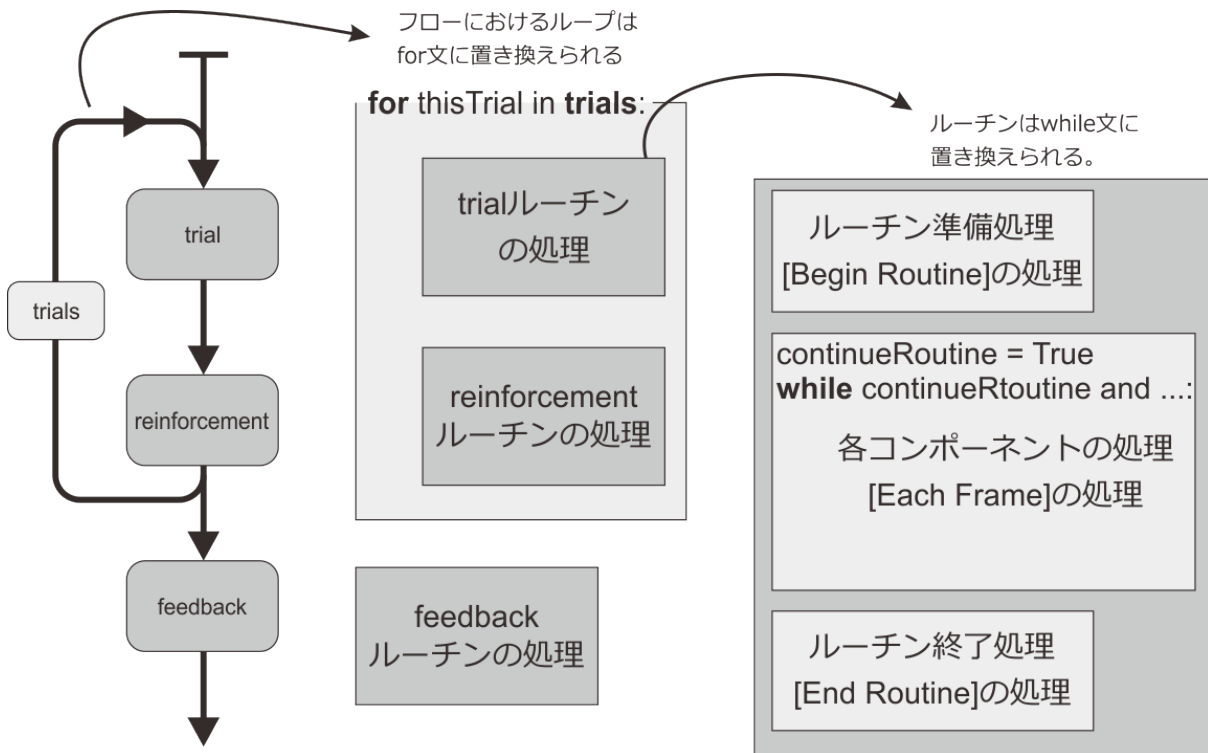 フローにおけるループは
for文に置き換えられる
for thisTrial in trials:
ルーチンはwhile文に
置き換えられる。
trial
trials
reinforcement
feedback
trialルーチン
の処理
reinforcement
ルーチンの処理
feedback
ルーチンの処理
ルーチン準備処理
[Begin Routine]の処理
continueRoutine = True
while continueRtoutine and ...:
各コンポーネントの処理
[Each Frame]の処理
ルーチン終了処理
[End Routine]の処理